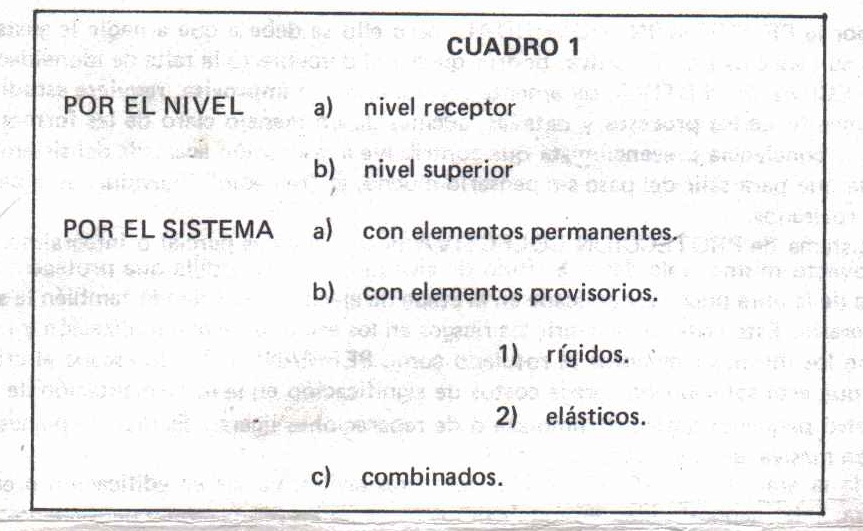 CUADRO 1
POR EL NIVEL a) nivel receptor
b) nivel superior
POR EL SISTEMA a) con elementos permanentes.
b) con elementos provisorios.
1) rígidos.
2) elásticos.
c) combinados.